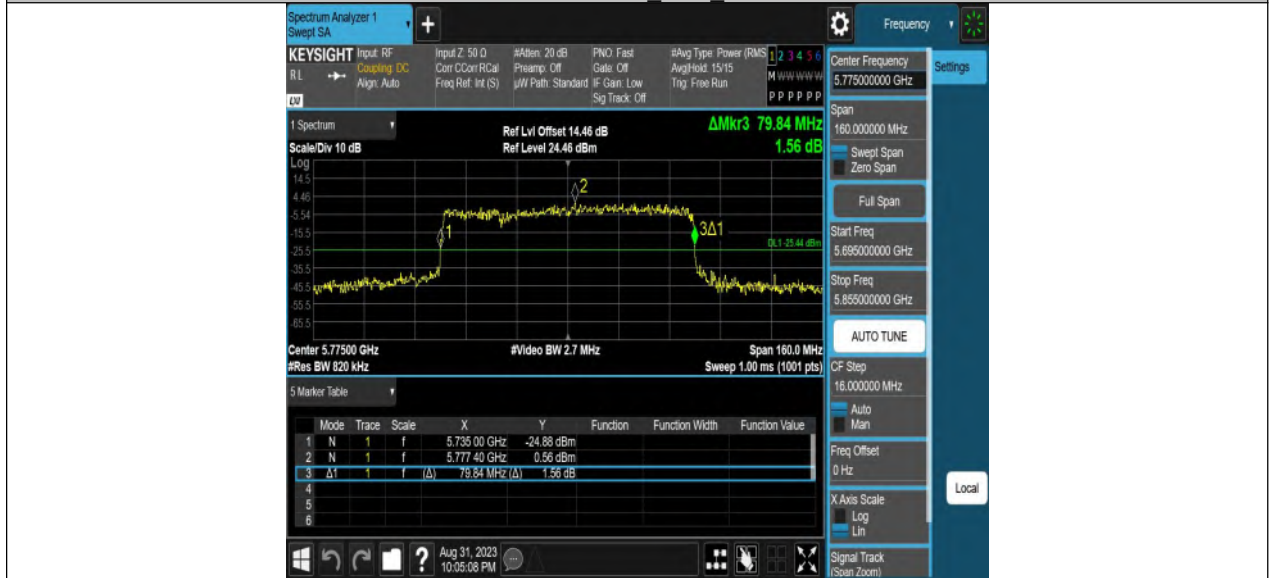 Spectrum Analyzer 1
Swept SA
+
Frequency
KEYSIGHT Input: RF Input Z: 50 Ω #Atten: 20 dB PNO: Fast #Avg Type: Power (RMS 1 2 3 4 5 6
RL Coupling: DC Corr CCorr RCal Preamp: Off Gate: Off Avg|Hold: 15/15 M W W W W W
Align: Auto Freq Ref: Int (S) µW Path: Standard IF Gain: Low Trig: Free Run
Sig Track: Off P P P P P P
LXI
1 Spectrum
Ref Lvl Offset 14.46 dB ΔMkr3 79.84 MHz
Scale/Div 10 dB Ref Level 24.46 dBm 1.56 dB
Log
14.5
4.46
-5.54
-15.5
-25.5
-35.5
-45.5
-55.5
-65.5
2
1
3Δ1
DL1 -25.44 dBm
Center 5.77500 GHz #Video BW 2.7 MHz Span 160.0 MHz
#Res BW 820 kHz Sweep 1.00 ms (1001 pts)
5 Marker Table
Mode Trace Scale X Y Function Function Width Function Value
1 N 1 f 5.735 00 GHz -24.88 dBm
2 N 1 f 5.777 40 GHz 0.56 dBm
3 Δ1 1 f (Δ) 79.84 MHz (Δ) 1.56 dB
4
5
6
?
Aug 31, 2023
10:05:08 PM
Center Frequency
5.775000000 GHz
Settings
Span
160.000000 MHz
Swept Span
Zero Span
Full Span
Start Freq
5.695000000 GHz
Stop Freq
5.855000000 GHz
AUTO TUNE
CF Step
16.000000 MHz
Auto
Man
Freq Offset
0 Hz
X Axis Scale
Log
Lin
Signal Track
(Span Zoom)
Local